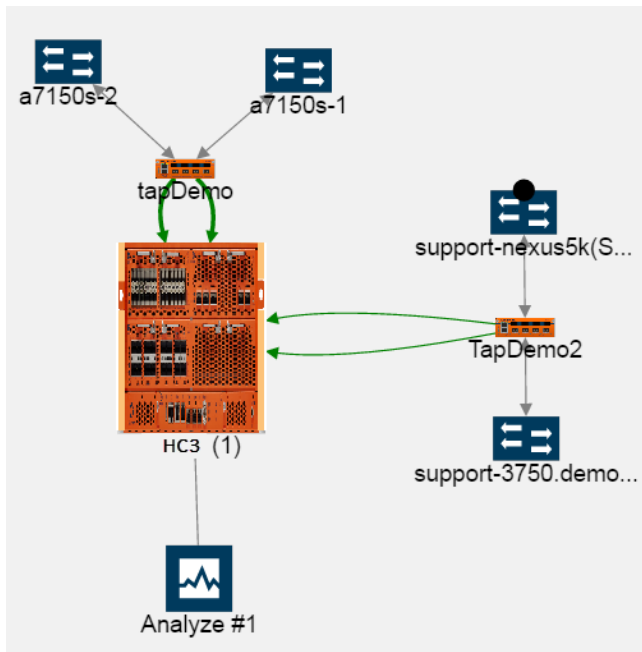 a7150s-2
a7150s-1
tapDemo
support-nexus5k(S...
TapDemo2
HC3 (1)
support-3750.demo...
Analyze #1